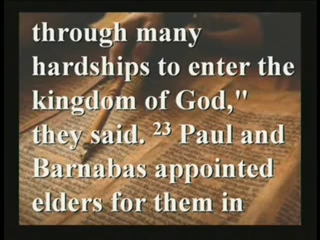 through many
hardships to enter the
kingdom of God,"
they said. 23 Paul and
Barnabas appointed
elders for them in